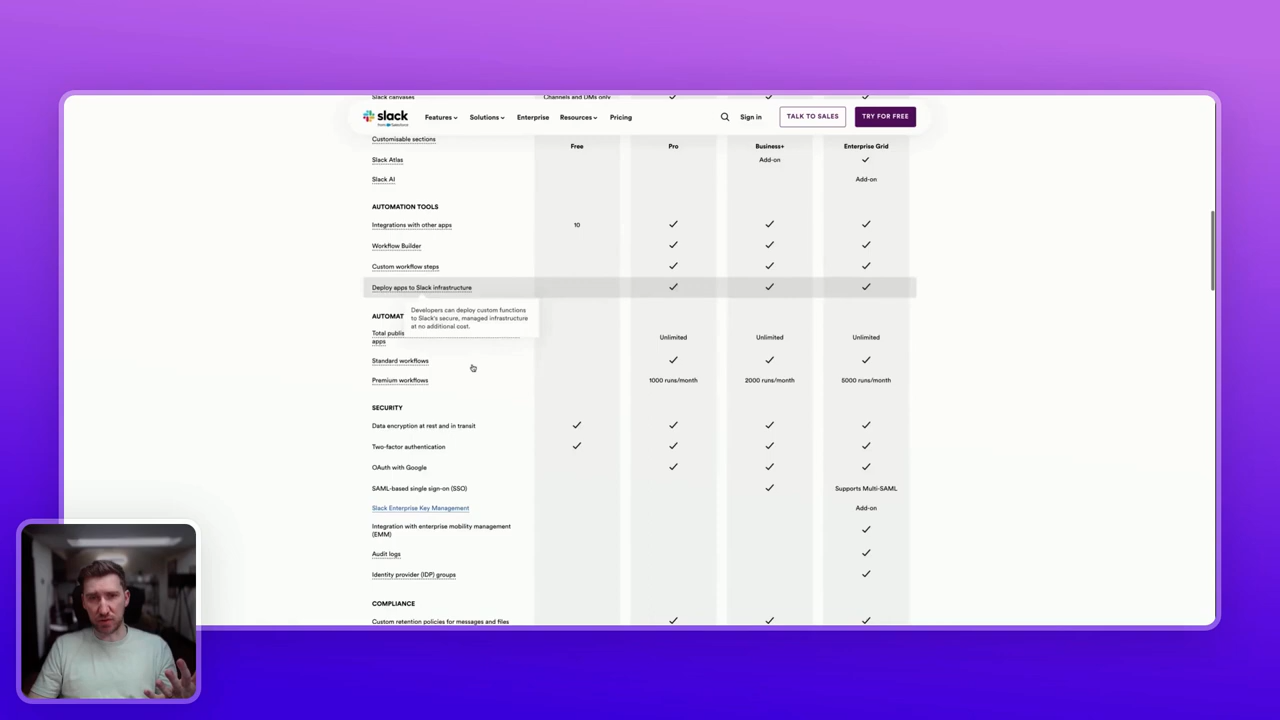 Slack canvases Channels and DMs only
slack Features Solutions Enterprise Resources Pricing Sign in TALK TO SALES TRY FOR FREE
from Salesforce
Customisable sections
Free Pro Business+ Enterprise Grid
Slack Atlas Add-on
Slack AI Add-on
AUTOMATION TOOLS
Integrations with other apps 10
Workflow Builder
Custom workflow steps
Deploy apps to Slack infrastructure
Developers can deploy custom functions
to Slack's secure, managed infrastructure
at no additional cost.
AUTOMAT
Total publis
apps Unlimited Unlimited Unlimited
Standard workflows
Premium workflows 1000 runs/month 2000 runs/month 5000 runs/month
SECURITY
Data encryption at rest and in transit
Two-factor authentication
OAuth with Google
SAML-based single sign-on (SSO) Supports Multi-SAML
Slack Enterprise Key Management Add-on
Integration with enterprise mobility management
(EMM)
Audit logs
Identity provider (IDP) groups
COMPLIANCE
Custom retention policies for messages and files